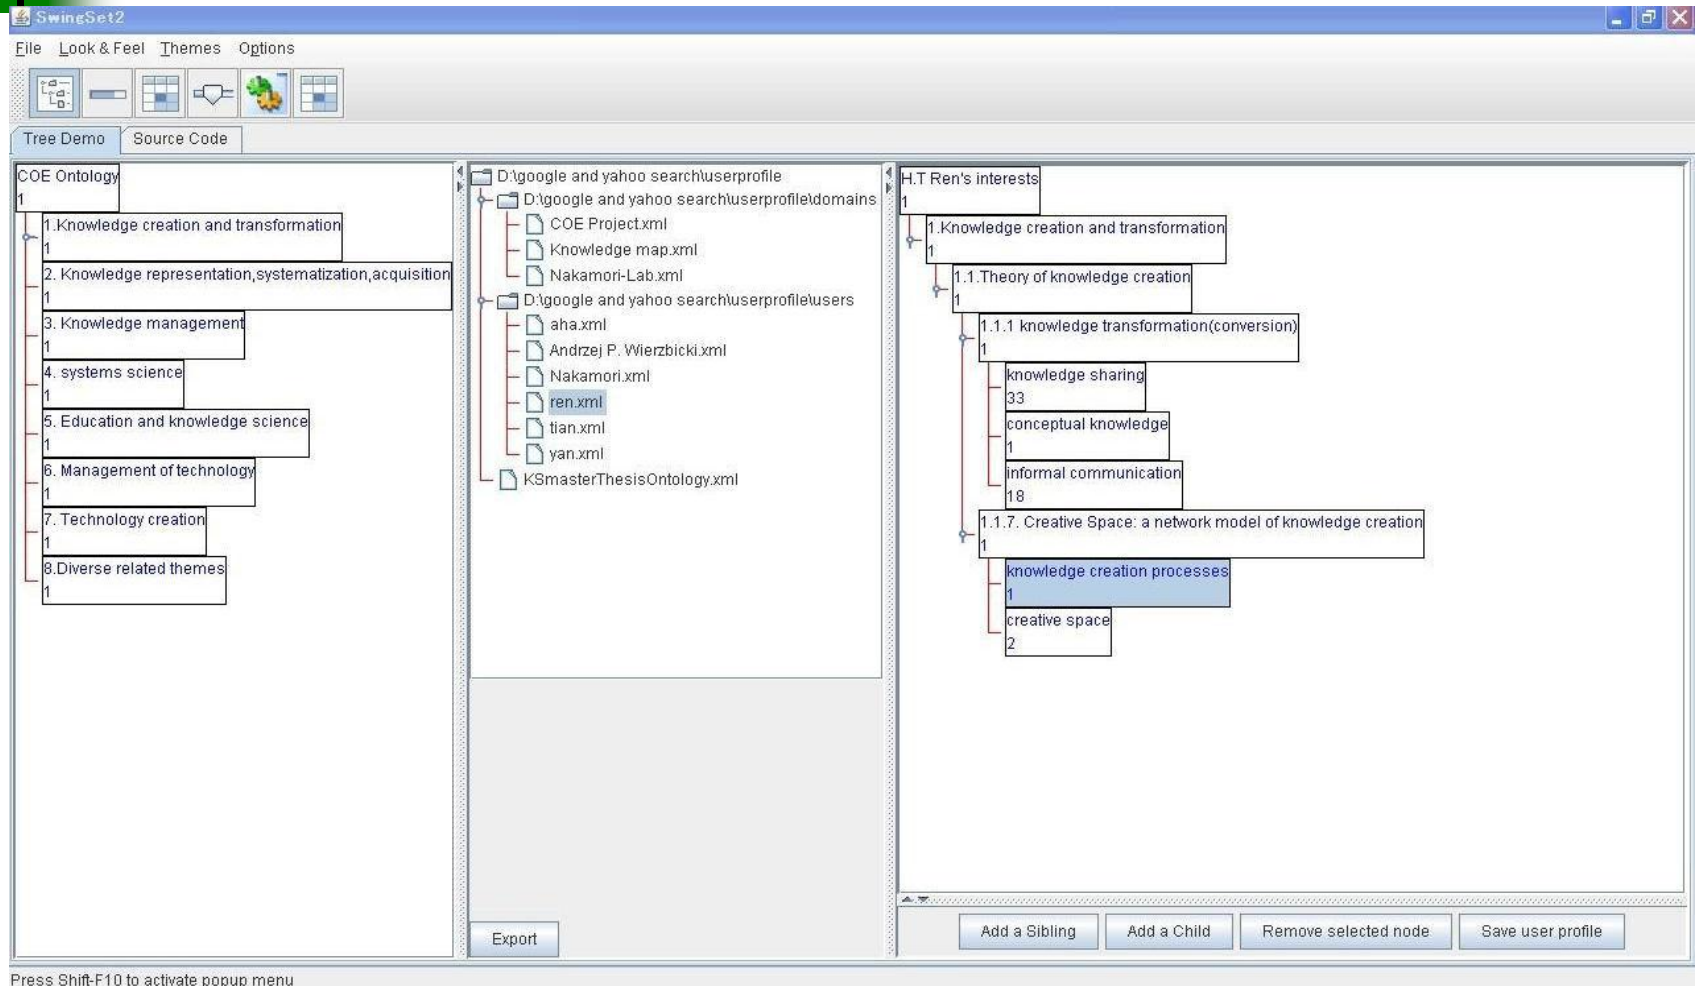 SwingSet2
File Look & Feel Themes Options
Tree Demo Source Code
COE Ontology
1
1.Knowledge creation and transformation
1
2. Knowledge representation,systematization,acquisition
1
3. Knowledge management
1
4. systems science
1
5. Education and knowledge science
1
6. Management of technology
1
7. Technology creation
1
8.Diverse related themes
1
D:\google and yahoo search\userprofile
D:\google and yahoo search\userprofile\domains
COE Project.xml
Knowledge map.xml
Nakamori-Lab.xml
D:\google and yahoo search\userprofile\users
aha.xml
Andrzej P. Wierzbicki.xml
Nakamori.xml
ren.xml
tian.xml
yan.xml
KSmasterThesisOntology.xml
Export
H.T Ren's interests
1
1.Knowledge creation and transformation
1
1.1.Theory of knowledge creation
1
1.1.1 knowledge transformation(conversion)
1
knowledge sharing
33
conceptual knowledge
1
informal communication
18
1.1.7. Creative Space: a network model of knowledge creation
1
knowledge creation processes
1
creative space
2
Add a Sibling Add a Child Remove selected node Save user profile
Press Shift-F10 to activate popup menu